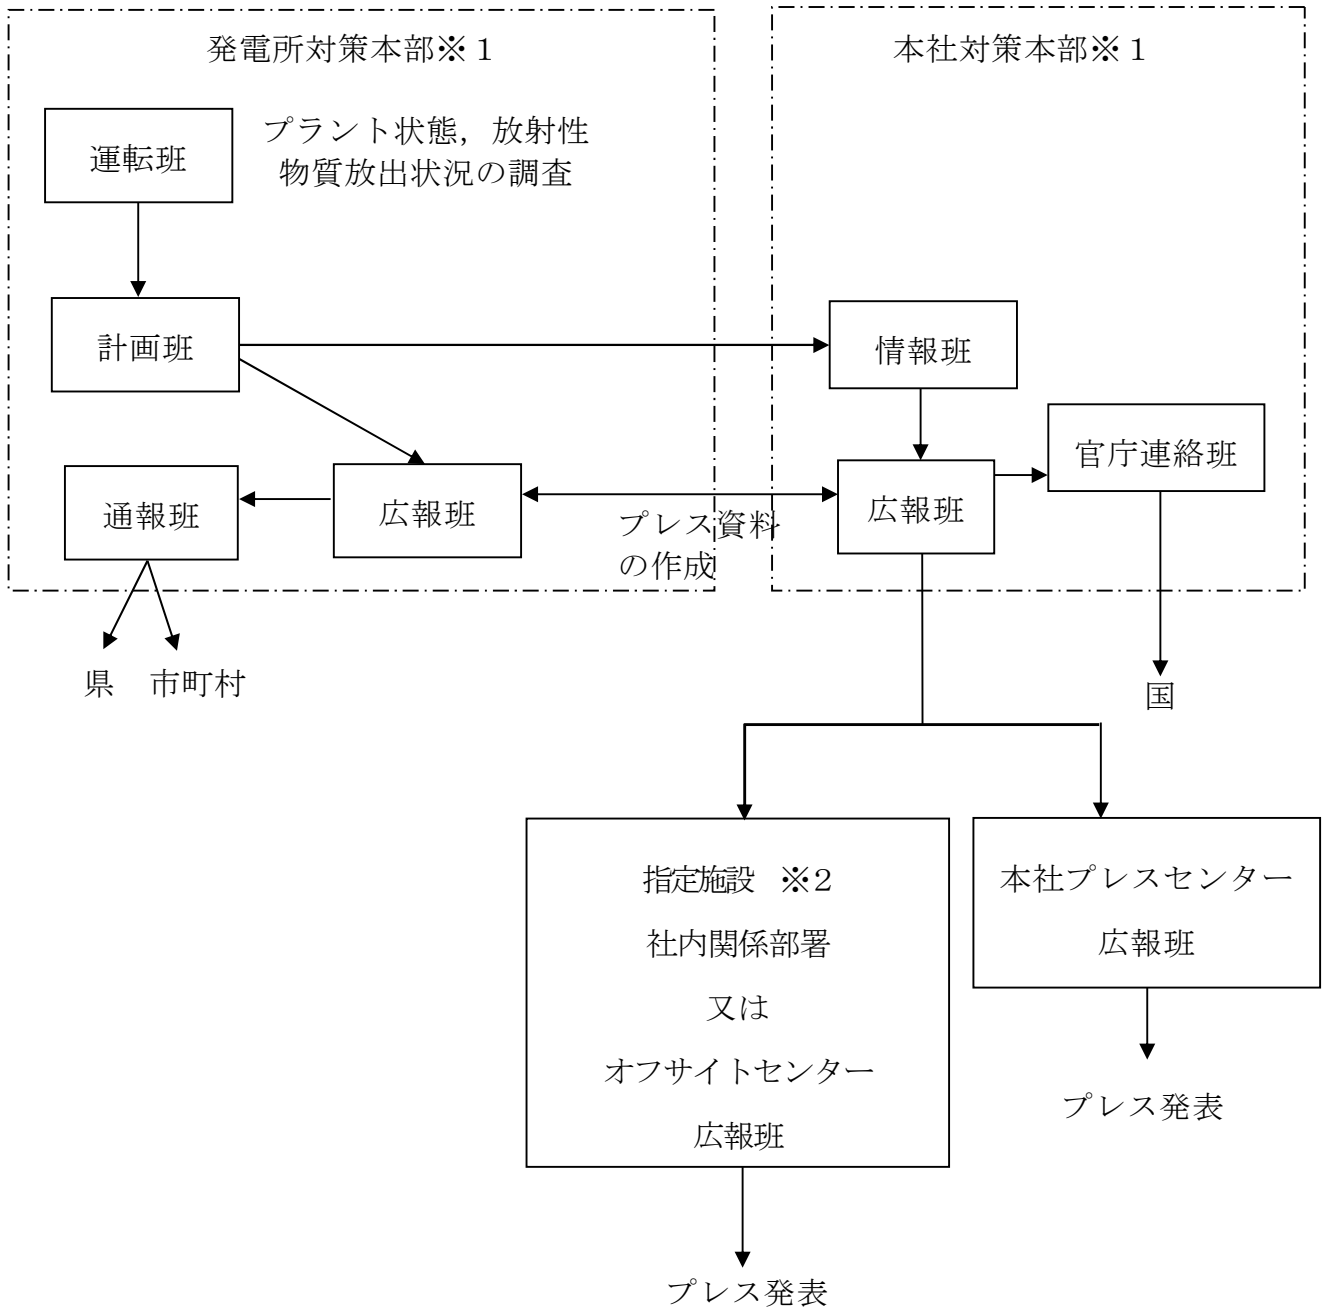 発電所対策本部※１
本社対策本部※１
運転班
プラント状態，放射性
物質放出状況の調査
計画班
情報班
官庁連絡班
通報班
広報班
広報班
プレス資料
の作成
県　市町村
国
指定施設　※2
社内関係部署
又は
オフサイトセンター
広報班
本社プレスセンター
広報班
プレス発表
プレス発表